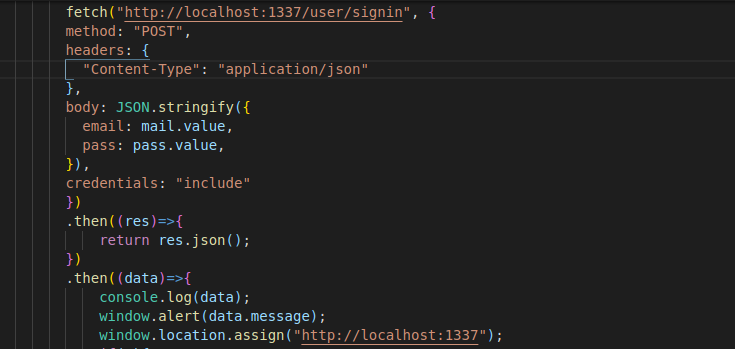 fetch("http://localhost:1337/user/signin", {
method: "POST",
headers: {
"Content-Type": "application/json"
},
body: JSON.stringify({
email: mail.value,
pass: pass.value,
}),
credentials: "include"
})
.then((res)=>{
return res.json();
})
.then((data)=>{
console.log(data);
window.alert(data.message);
window.location.assign("http://localhost:1337");